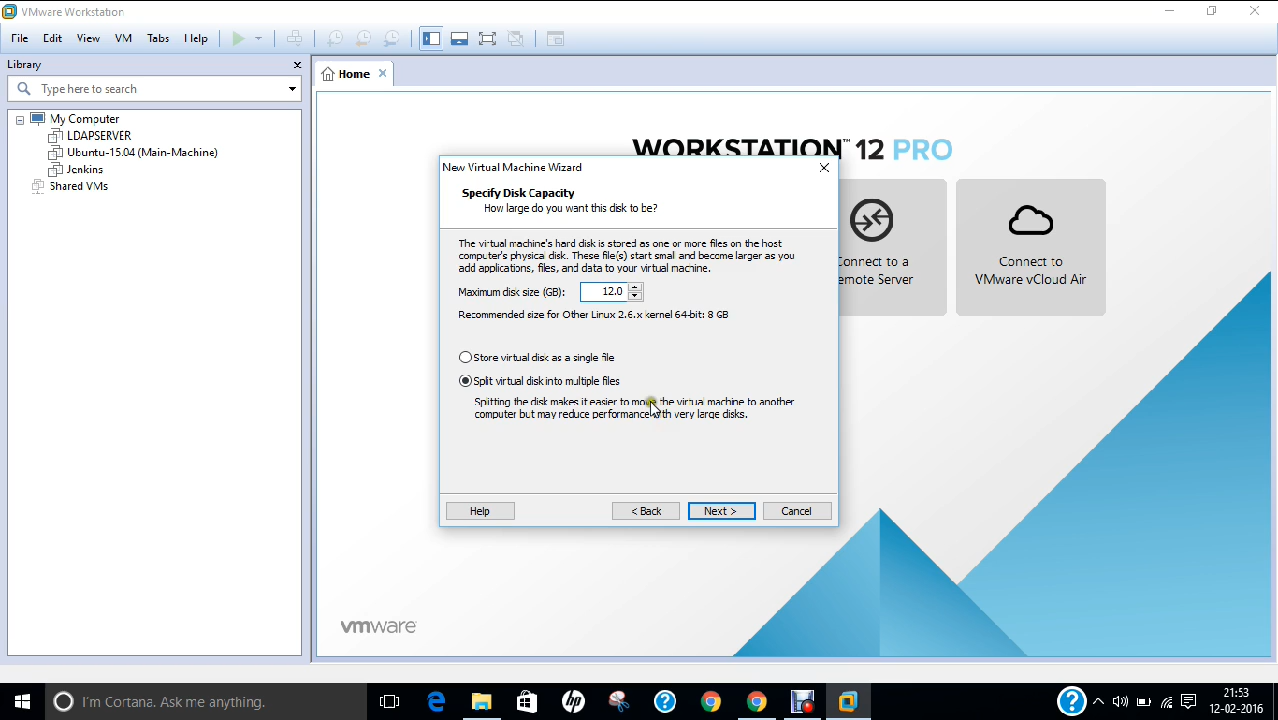 VMware Workstation
File Edit View VM Tabs Help
Library
Type here to search
My Computer
LDAPSERVER
Ubuntu-15.04 (Main-Machine)
Jenkins
Shared VMs
Home
WORKSTATION™ 12 PRO
New Virtual Machine Wizard
Specify Disk Capacity
How large do you want this disk to be?
The virtual machine's hard disk is stored as one or more files on the host
computer's physical disk. These file(s) start small and become larger as you
add applications, files, and data to your virtual machine.
Maximum disk size (GB): 12.0
Recommended size for Other Linux 2.6.x kernel 64-bit: 8 GB
Store virtual disk as a single file
Split virtual disk into multiple files
Splitting the disk makes it easier to move the virtual machine to another
computer but may reduce performance with very large disks.
Help < Back Next > Cancel
onnect to a
emote Server
Connect to
VMware vCloud Air
vmware
I'm Cortana. Ask me anything.
hp
21:53
12-02-2016